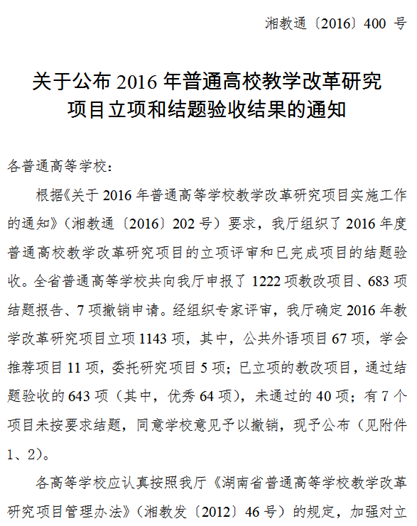 湘教通〔2016〕400 号
关于公布 2016 年普通高校教学改革研究
项目立项和结题验收结果的通知
各普通高等学校：
根据《关于 2016 年普通高等学校教学改革研究项目实施工作
的通知》（湘教通〔2016〕202 号）要求，我厅组织了 2016 年度
普通高校教学改革研究项目的立项评审和已完成项目的结题验
收。全省普通高等学校共向我厅申报了 1222 项教改项目、683 项
结题报告、7 项撤销申请。经组织专家评审，我厅确定 2016 年教
学改革研究项目立项 1143 项，其中，公共外语项目 67 项，学会
推荐项目 11 项，委托研究项目 5 项；已立项的教改项目，通过结
题验收的 643 项（其中，优秀 64 项），未通过的 40 项；有 7 个
项目未按要求结题，同意学校意见予以撤销，现予公布（见附件
1、2）。
各高等学校应认真按照我厅《湖南省普通高等学校教学改革
研究项目管理办法》（湘教发〔2012〕46 号）的规定，加强对立